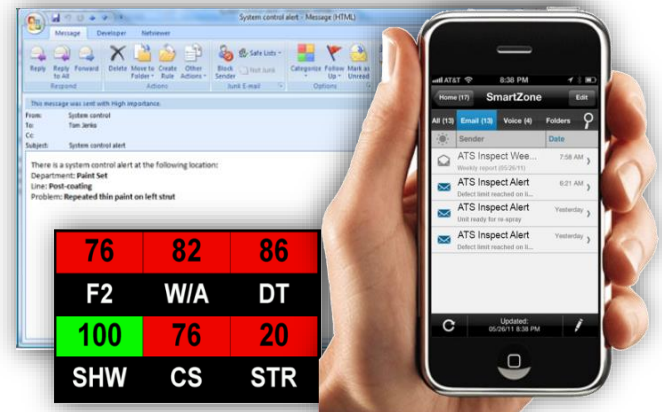 System control alert - Message (HTML)
Message Developer Netviewer
Reply Reply to All Forward Delete Move to Folder Create Rule Other Actions Block Sender Safe Lists Not Junk Categorize Follow Up Mark as Unread
Respond Actions Junk E-mail Options
This message was sent with High importance.
From: System control
To: Tom Jenks
Cc:
Subject: System control alert
There is a system control alert at the following location:
Department: Paint Set
Line: Post-coating
Problem: Repeated thin paint on left strut
76 82 86
F2 W/A DT
100 76 20
SHW CS STR
AT&T 8:38 PM
Home (17) SmartZone Edit
All (13) Email (13) Voice (4) Folders
Sender Date
ATS Inspect Wee... 7:58 AM
Weekly report (05/26/11)
ATS Inspect Alert 6:21 AM
Defect limit reached on li...
ATS Inspect Alert Yesterday
Unit ready for re-spray
ATS Inspect Alert Yesterday
Defect limit reached on li...
Updated:
05/26/11 8:38 PM